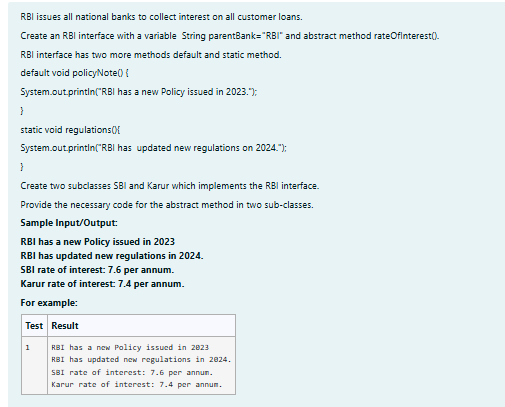 RBI issues all national banks to collect interest on all customer loans.
Create an RBI interface with a variable String parentBank="RBI" and abstract method rateOfInterest().
RBI interface has two more methods default and static method.
default void policyNote() {
System.out.println("RBI has a new Policy issued in 2023.");
}
static void regulations(){
System.out.println("RBI has updated new regulations on 2024.");
}
Create two subclasses SBI and Karur which implements the RBI interface.
Provide the necessary code for the abstract method in two sub-classes.
Sample Input/Output:
RBI has a new Policy issued in 2023
RBI has updated new regulations in 2024.
SBI rate of interest: 7.6 per annum.
Karur rate of interest: 7.4 per annum.
For example:
Test Result
1 RBI has a new Policy issued in 2023
RBI has updated new regulations in 2024.
SBI rate of interest: 7.6 per annum.
Karur rate of interest: 7.4 per annum.